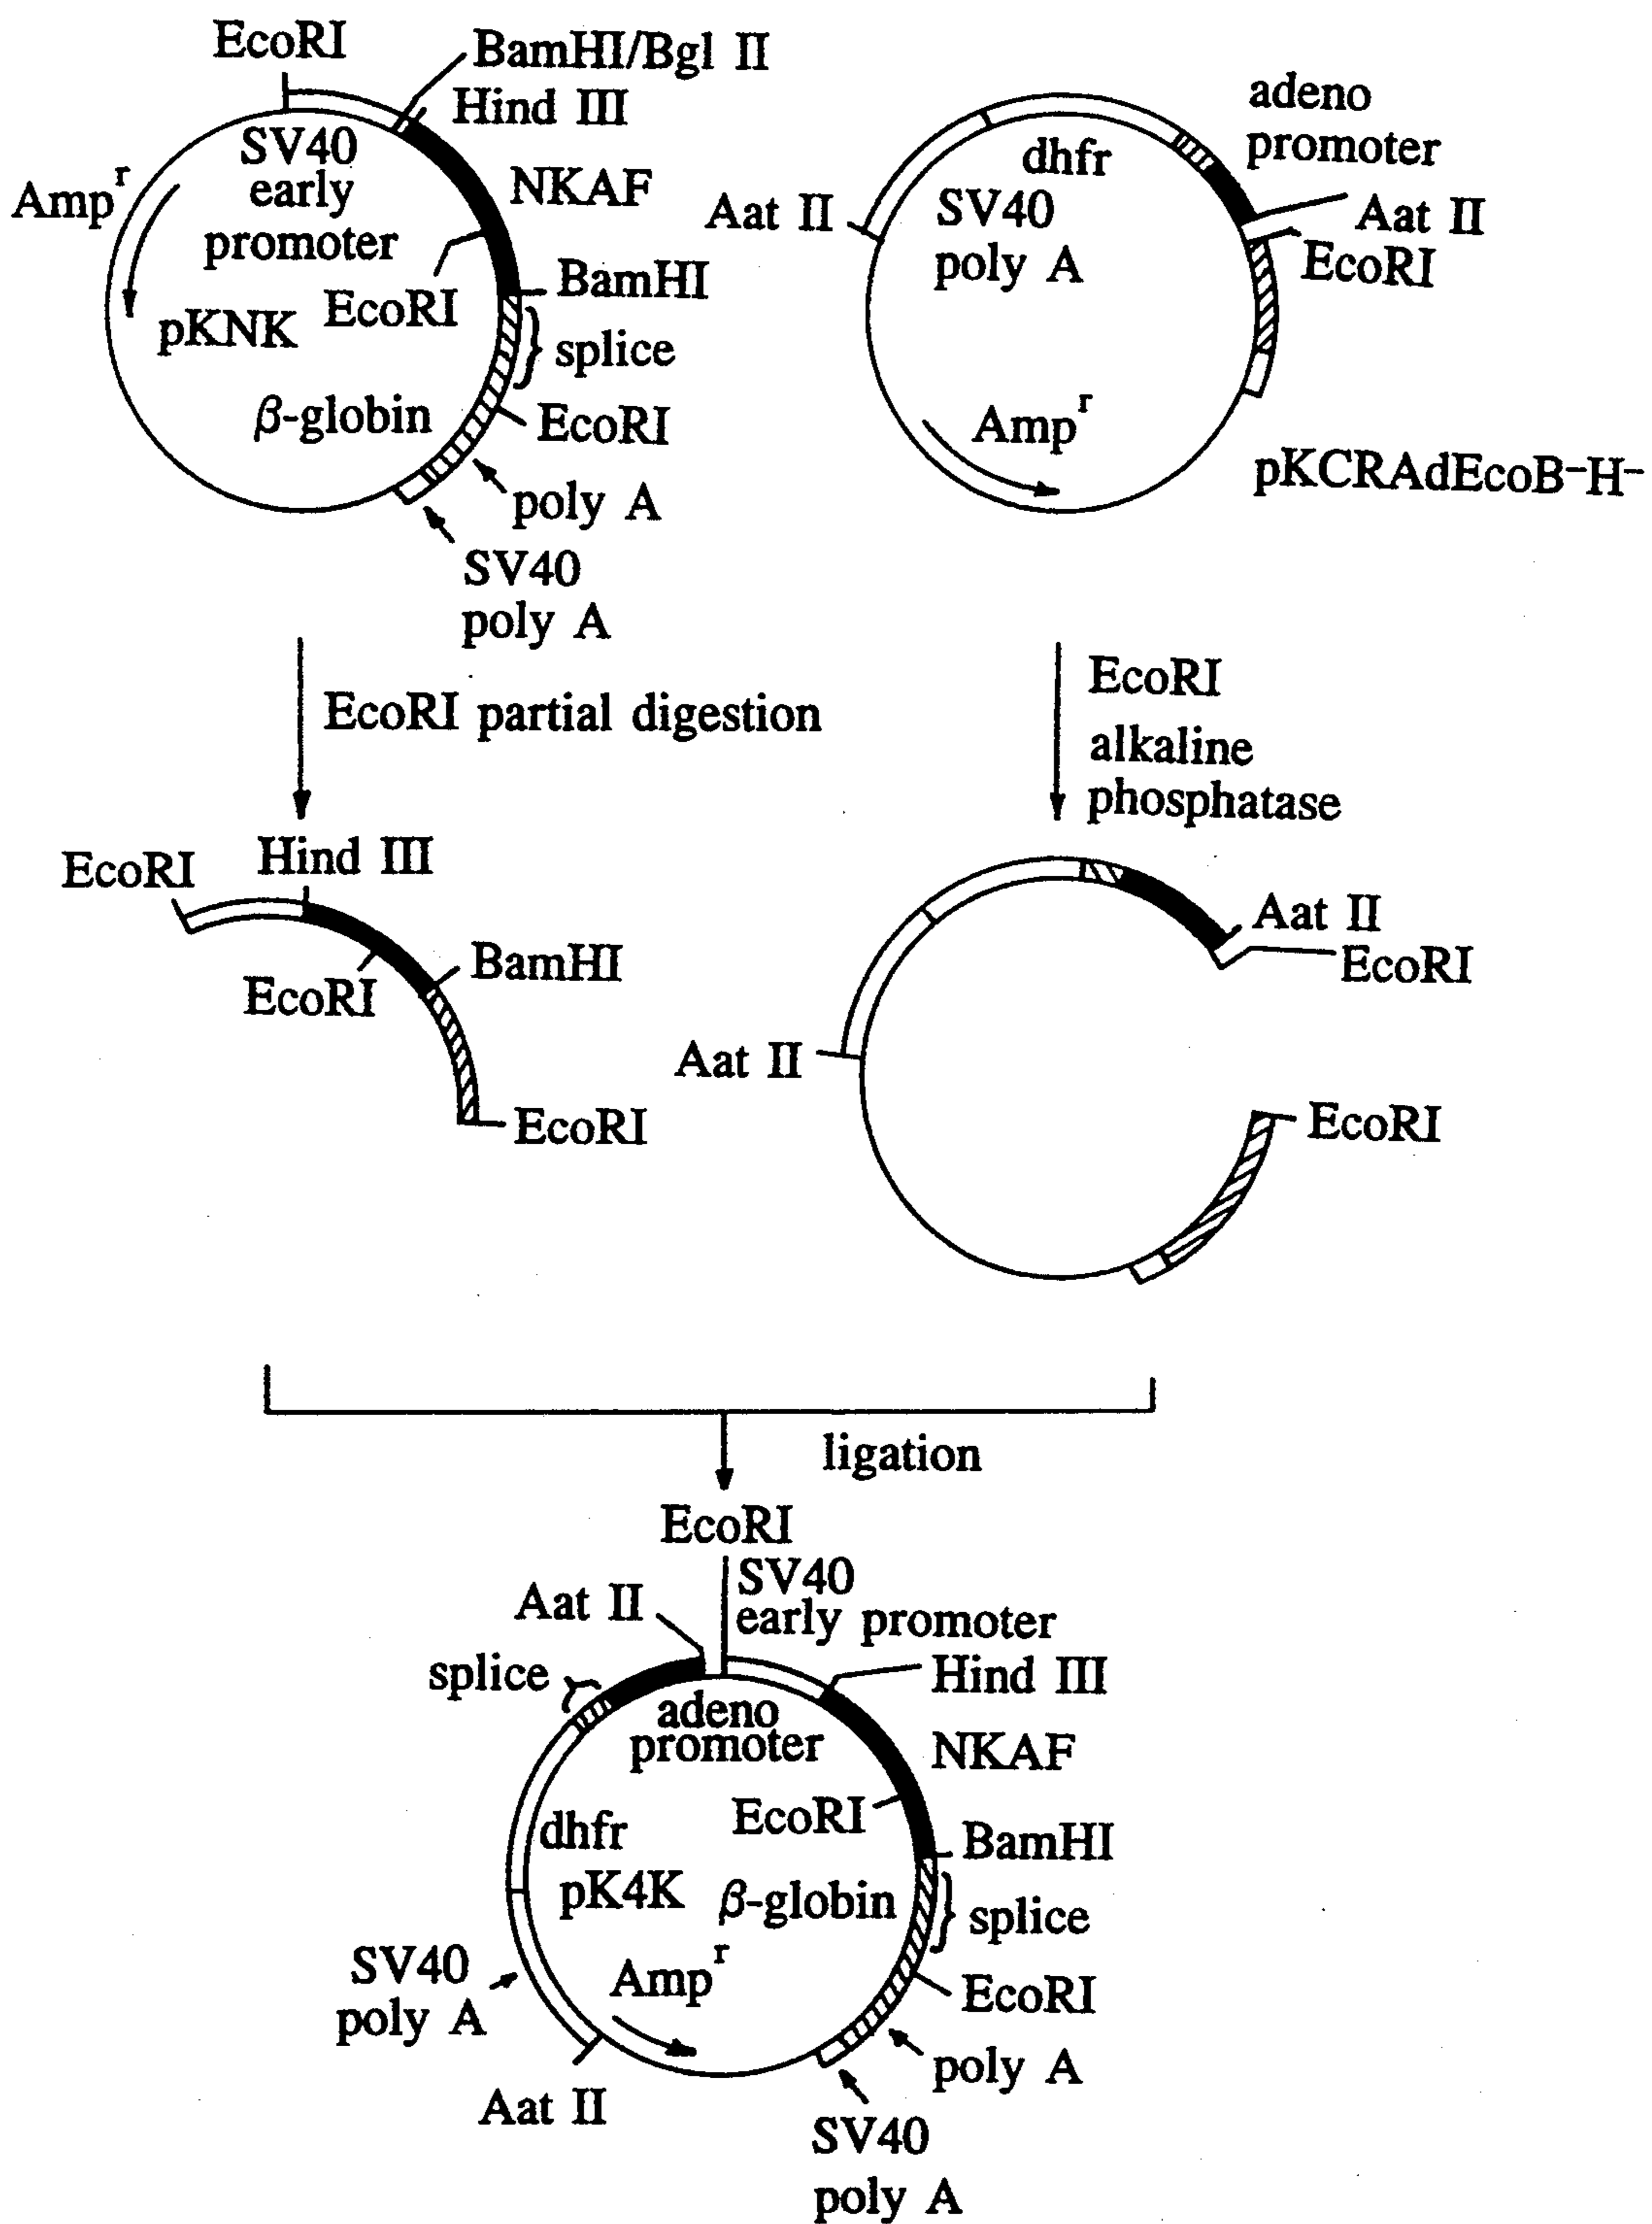 EcoRI
BamHI/Bgl II
Hind III
SV40
early
promoter
Amp^r
NKAF
EcoRI
BamHI
pKNK
splice
β-globin
EcoRI
poly A
SV40
poly A
adeno
promoter
dhfr
Aat II
SV40
poly A
Aat II
EcoRI
Amp^r
pKCRAdEcoB⁻H⁻
EcoRI partial digestion
EcoRI
alkaline
phosphatase
EcoRI
Hind III
BamHI
EcoRI
EcoRI
Aat II
EcoRI
Aat II
EcoRI
ligation
EcoRI
SV40
early promoter
Aat II
splice
Hind III
adeno
promoter
NKAF
EcoRI
dhfr
BamHI
pK4K
β-globin
splice
SV40
poly A
Amp^r
EcoRI
poly A
Aat II
SV40
poly A